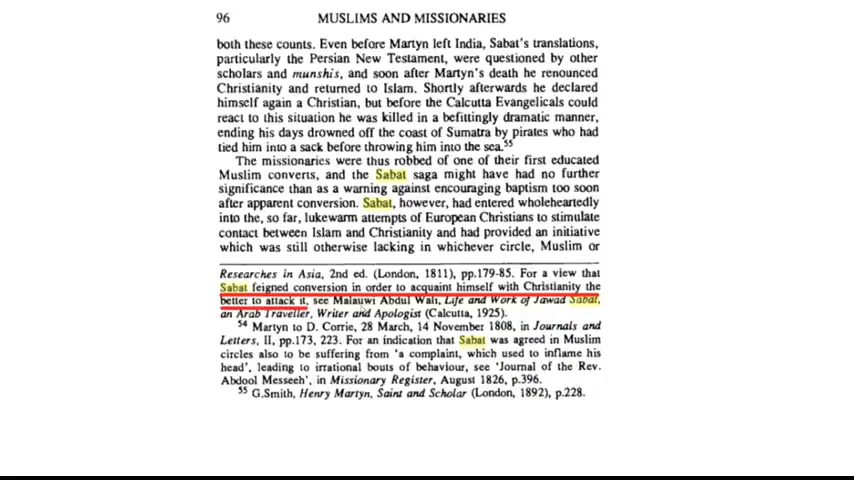 96 MUSLIMS AND MISSIONARIES
both these counts. Even before Martyn left India, Sabat's translations,
particularly the Persian New Testament, were questioned by other
scholars and munshis, and soon after Martyn's death he renounced
Christianity and returned to Islam. Shortly afterwards he declared
himself again a Christian, but before the Calcutta Evangelicals could
react to this situation he was killed in a befittingly dramatic manner,
ending his days drowned off the coast of Sumatra by pirates who had
tied him into a sack before throwing him into the sea.55
The missionaries were thus robbed of one of their first educated
Muslim converts, and the Sabat saga might have had no further
significance than as a warning against encouraging baptism too soon
after apparent conversion. Sabat, however, had entered wholeheartedly
into the, so far, lukewarm attempts of European Christians to stimulate
contact between Islam and Christianity and had provided an initiative
which was still otherwise lacking in whichever circle, Muslim or
Researches in Asia, 2nd ed. (London, 1811), pp.179-85. For a view that
Sabat feigned conversion in order to acquaint himself with Christianity the
better to attack it, see Malauwi Abdul Wali, Life and Work of Jawad Sabat,
an Arab Traveller, Writer and Apologist (Calcutta, 1925).
54 Martyn to D. Corrie, 28 March, 14 November 1808, in Journals and
Letters, II, pp.173, 223. For an indication that Sabat was agreed in Muslim
circles also to be suffering from 'a complaint, which used to inflame his
head', leading to irrational bouts of behaviour, see 'Journal of the Rev.
Abdool Messeeh', in Missionary Register, August 1826, p.396.
55 G.Smith, Henry Martyn, Saint and Scholar (London, 1892), p.228.